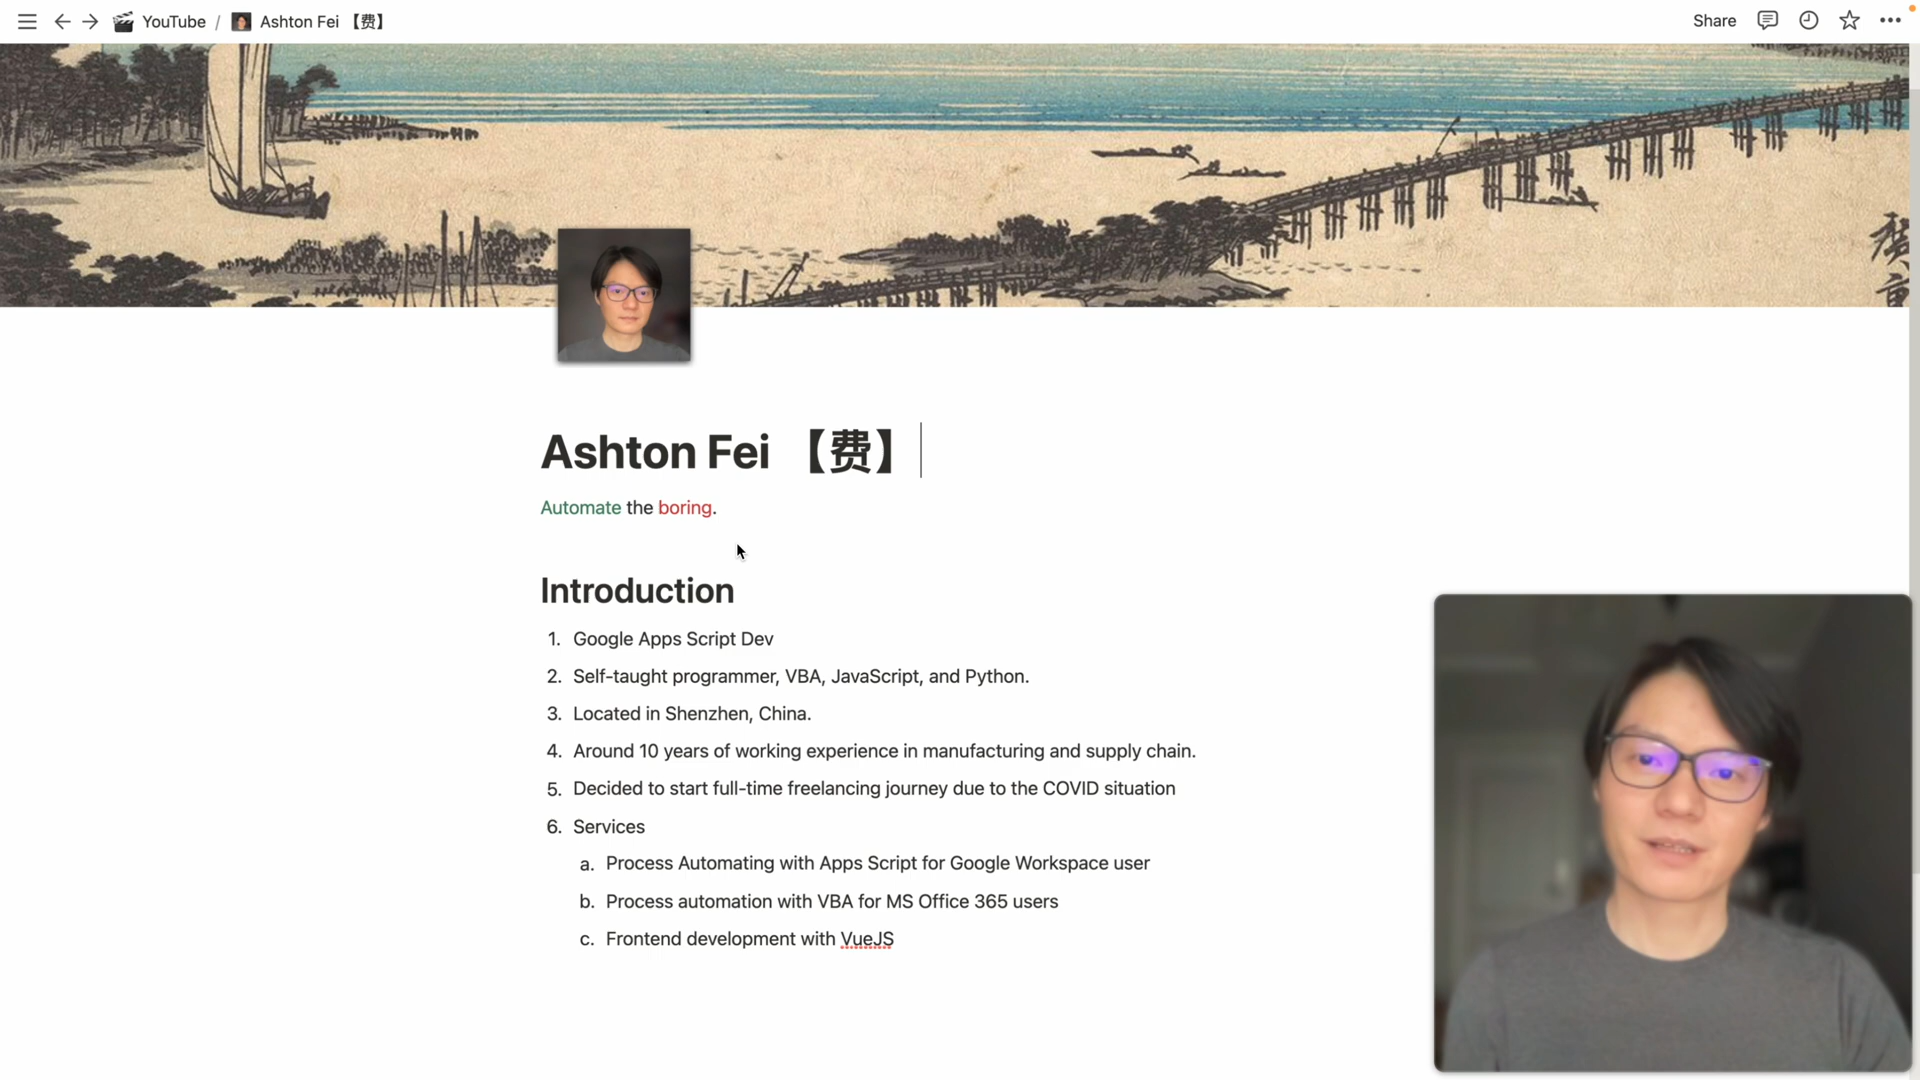 YouTube / Ashton Fei 【费】
Share
Ashton Fei 【费】
Automate the boring.
Introduction
1. Google Apps Script Dev
2. Self-taught programmer, VBA, JavaScript, and Python.
3. Located in Shenzhen, China.
4. Around 10 years of working experience in manufacturing and supply chain.
5. Decided to start full-time freelancing journey due to the COVID situation
6. Services
a. Process Automating with Apps Script for Google Workspace user
b. Process automation with VBA for MS Office 365 users
c. Frontend development with VueJS